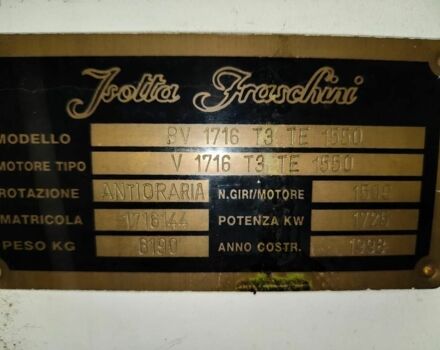 Isotta Fraschini
MODELLO BV 1716 T3 TE 1550
MOTORE TIPO V 1716 T3 TE 1550
ROTAZIONE ANTIORARIA N.GIRI/MOTORE 1500
MATRICOLA 1716144 POTENZA KW 1725
PESO KG 6190 ANNO COSTR. 1998